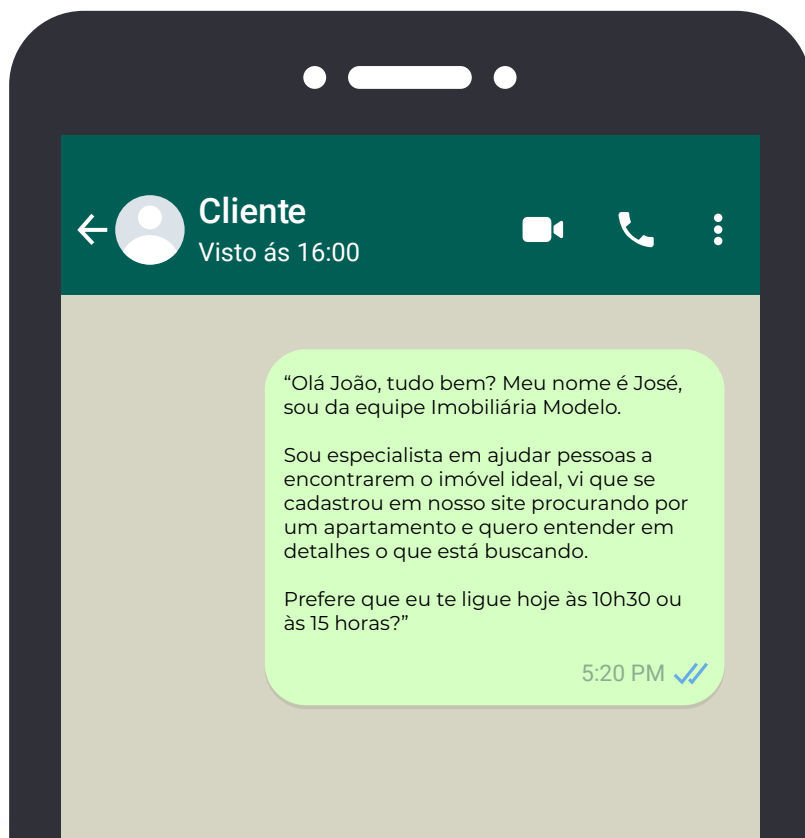 Cliente
Visto ás 16:00
“Olá João, tudo bem? Meu nome é José,
sou da equipe Imobiliária Modelo.
Sou especialista em ajudar pessoas a
encontrarem o imóvel ideal, vi que se
cadastrou em nosso site procurando por
um apartamento e quero entender em
detalhes o que está buscando.
Prefere que eu te ligue hoje às 10h30 ou
às 15 horas?”
5:20 PM